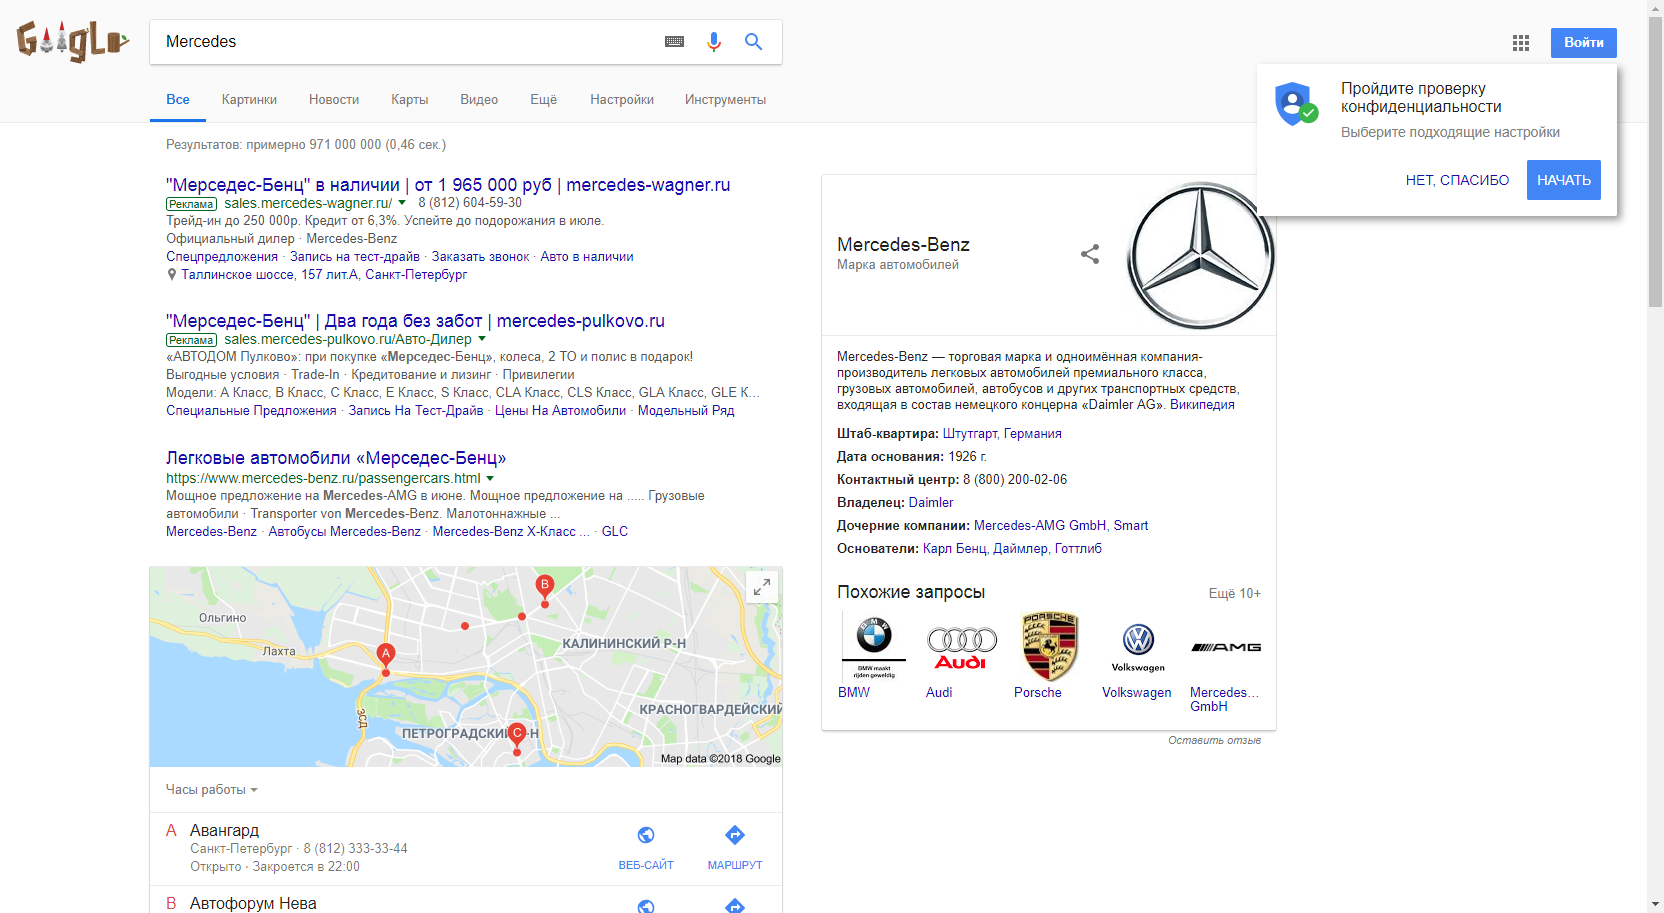 Google
Mercedes
Войти
Все Картинки Новости Карты Видео Ещё Настройки Инструменты
Пройдите проверку
конфиденциальности
Выберите подходящие настройки
НЕТ, СПАСИБО НАЧАТЬ
Результатов: примерно 971 000 000 (0,46 сек.)
"Мерседес-Бенц" в наличии | от 1 965 000 руб | mercedes-wagner.ru
Реклама sales.mercedes-wagner.ru/ 8 (812) 604-59-30
Трейд-ин до 250 000р. Кредит от 6,3%. Успейте до подорожания в июле.
Официальный дилер · Mercedes-Benz
Спецпредложения · Запись на тест-драйв · Заказать звонок · Авто в наличии
Таллинское шоссе, 157 лит.А, Санкт-Петербург
"Мерседес-Бенц" | Два года без забот | mercedes-pulkovo.ru
Реклама sales.mercedes-pulkovo.ru/Авто-Дилер
«АВТОДОМ Пулково»: при покупке «Мерседес-Бенц», колеса, 2 ТО и полис в подарок!
Выгодные условия · Trade-In · Кредитование и лизинг · Привилегии
Модели: A Класс, B Класс, C Класс, E Класс, S Класс, CLA Класс, CLS Класс, GLA Класс, GLE К...
Специальные Предложения · Запись На Тест-Драйв · Цены На Автомобили · Модельный Ряд
Легковые автомобили «Мерседес-Бенц»
https://www.mercedes-benz.ru/passengercars.html
Мощное предложение на Mercedes-AMG в июне. Мощное предложение на ..... Грузовые
автомобили · Transporter von Mercedes-Benz. Малотоннажные ...
Mercedes-Benz · Автобусы Mercedes-Benz · Mercedes-Benz X-Класс ... · GLC
Ольгино
Лахта
B
A
C
КАЛИНИНСКИЙ Р-Н
КРАСНОГВАРДЕЙСКИЙ
ЗСД
ПЕТРОГРАДСКИЙ Р-Н
Map data ©2018 Google
Часы работы
A Авангард
Санкт-Петербург · 8 (812) 333-33-44
Открыто · Закроется в 22:00
ВЕБ-САЙТ МАРШРУТ
B Автофорум Нева
Mercedes-Benz
Марка автомобилей
Mercedes-Benz — торговая марка и одноимённая компания-
производитель легковых автомобилей премиального класса,
грузовых автомобилей, автобусов и других транспортных средств,
входящая в состав немецкого концерна «Daimler AG». Википедия
Штаб-квартира: Штутгарт, Германия
Дата основания: 1926 г.
Контактный центр: 8 (800) 200-02-06
Владелец: Daimler
Дочерние компании: Mercedes-AMG GmbH, Smart
Основатели: Карл Бенц, Даймлер, Готтлиб
Похожие запросы Ещё 10+
BMW
BMW maakt
rijden geweldig
Audi
PORSCHE
Volkswagen
AMG
BMW Audi Porsche Volkswagen Mercedes...
GmbH
Оставить отзыв